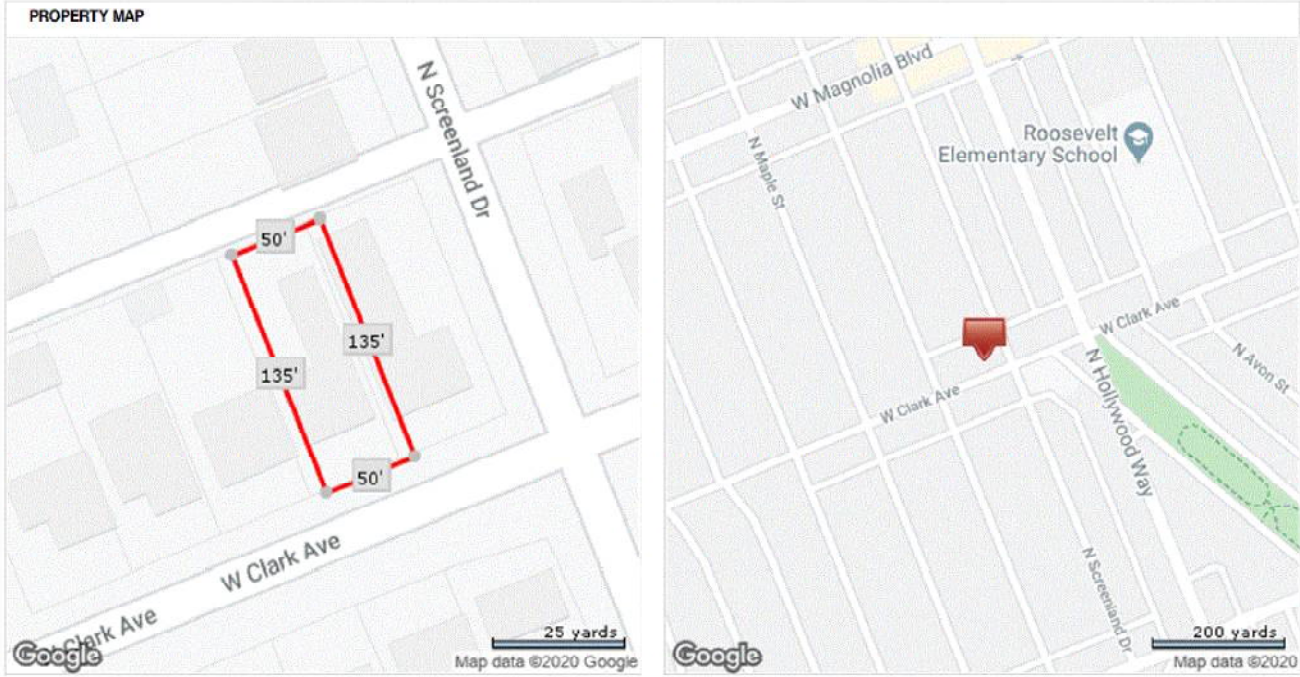 PROPERTY MAP
N Screenland Dr
50'
135'
135'
50'
W Clark Ave
Clark Ave
25 yards
Google
Map data ©2020 Google
W Magnolia Blvd
N Maple St
Roosevelt
Elementary School
W Clark Ave
N Avon St
W Clark Ave
N Hollywood Way
N Screenland Dr
200 yards
Google
Map data ©2020